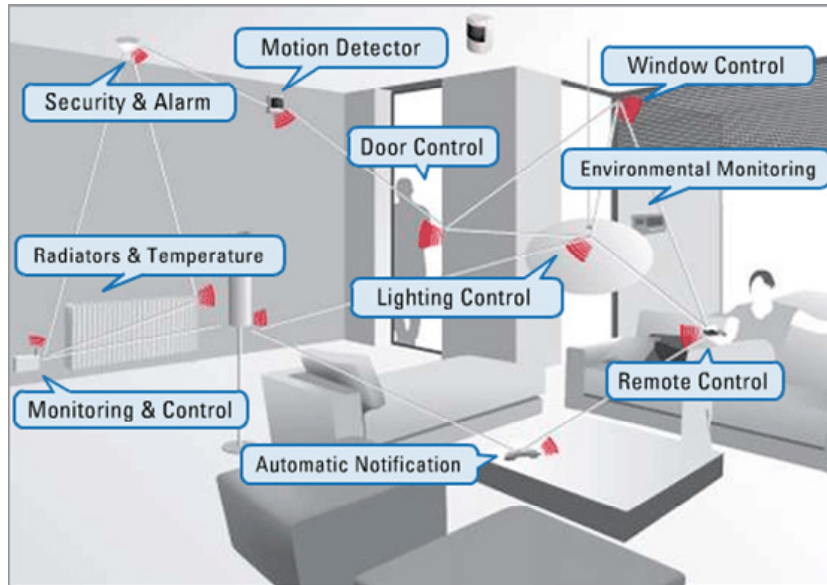 Motion Detector
Window Control
Security & Alarm
Door Control
Environmental Monitoring
Radiators & Temperature
Lighting Control
Remote Control
Monitoring & Control
Automatic Notification